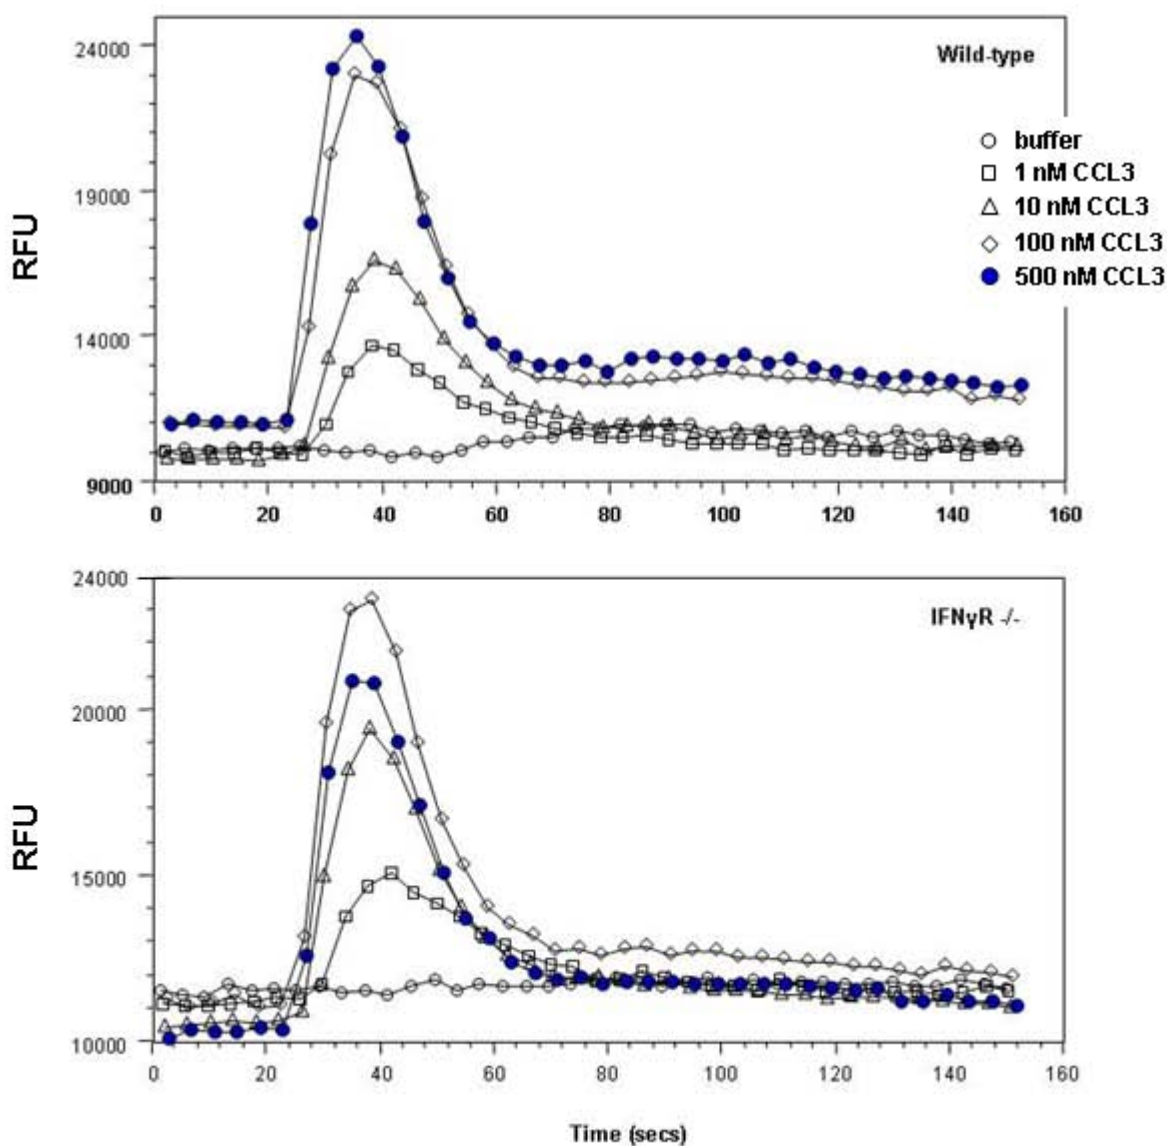 24000
Wild-type
buffer
1 nM CCL3
10 nM CCL3
100 nM CCL3
500 nM CCL3
19000
RFU
14000
9000
0 20 40 60 80 100 120 140 160
24000
IFNγR -/-
20000
RFU
15000
10000
0 20 40 60 80 100 120 140 160
Time (secs)